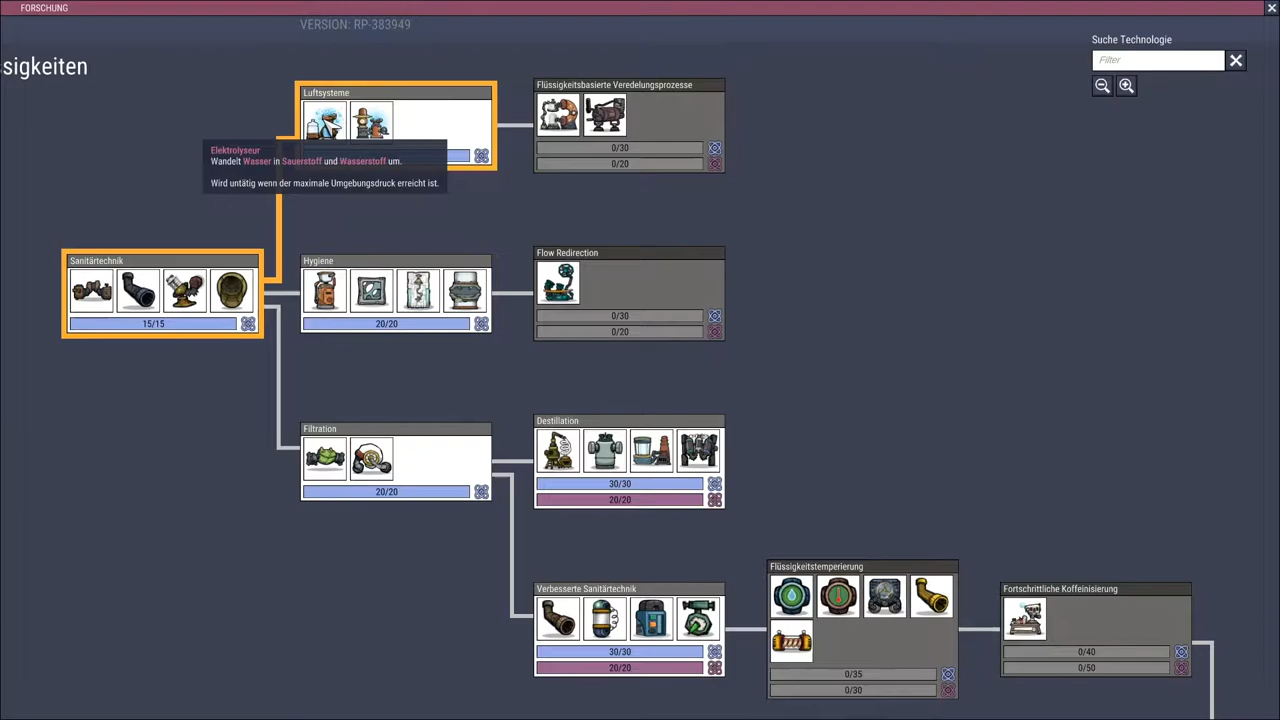 FORSCHUNG
VERSION: RP-383949
ssigkeiten
Suche Technologie
Filter
Luftsysteme
Flüssigkeitsbasierte Veredelungsprozesse
0/30
0/20
Elektrolyseur
Wandelt Wasser in Sauerstoff und Wasserstoff um.
Wird untätig wenn der maximale Umgebungsdruck erreicht ist.
Sanitärtechnik
15/15
Hygiene
20/20
Flow Redirection
0/30
0/20
Filtration
20/20
Destillation
30/30
20/20
Verbesserte Sanitärtechnik
30/30
20/20
Flüssigkeitstemperierung
0/35
0/30
Fortschrittliche Koffeinisierung
0/40
0/50